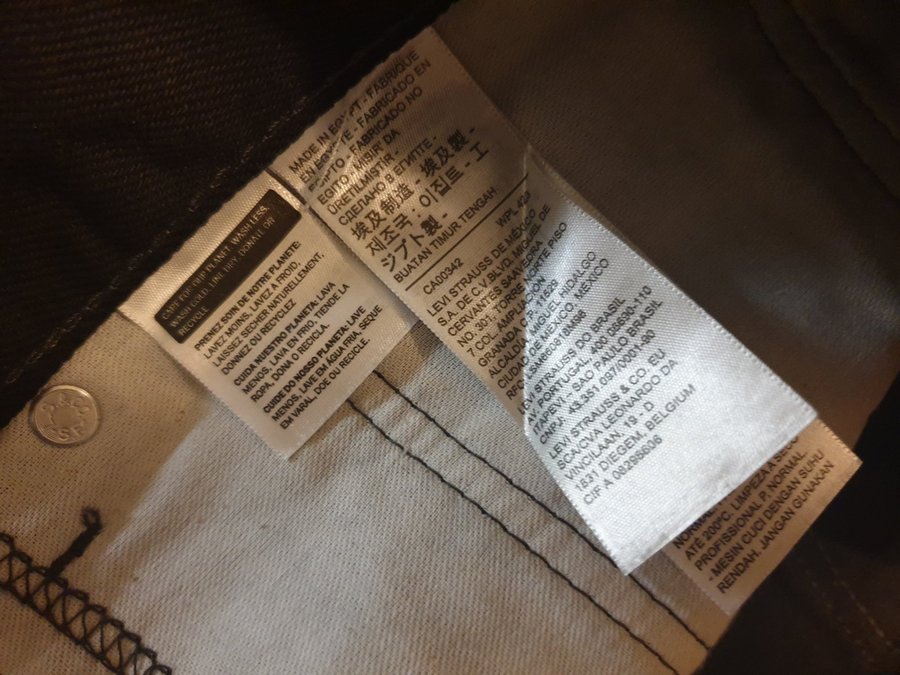 CARE FOR OUR PLANET: WASH LESS,
WASH COLD, LINE DRY, DONATE OR
RECYCLE
PRENEZ SOIN DE NOTRE PLANETE:
LAVEZ MOINS, LAVEZ A FROID,
LAISSEZ SECHER NATURELLEMENT,
DONNEZ OU RECYCLEZ
CUIDA NUESTRO PLANETA: LAVA
MENOS, LAVA EN FRIO, TIENDE LA
ROPA, DONA O RECICLA.
CUIDE DO NOSSO PLANETA: LAVE
MENOS, LAVE EM ÁGUA FRIA, SEQUE
EM VARAL, DOE OU RECICLE.
MADE IN EGYPT - FABRIQUE
EN EGYPTE - FABRICADO EN
EGIPTO - FABRICADO NO
EGITO - MISIR' DA
ÜRETILMISTIR -
СДЕЛАНО В ЕГИПТЕ -
埃及制造 - 埃及製 -
제조국: 이집트 - エ
ジプト製 -
BUATAN TIMUR TENGAH
CA00342 WPL 423
LEVI STRAUSS DE MÉXICO
S.A. DE C.V. BLVD. MIGUEL DE
CERVANTES SAAVEDRA
NO. 301 TORRE NORTE PISO
7 COL. AMPLIACIÓN
GRANADA C.P. 11529
ALCALDÍA MIGUEL HIDALGO
CIUDAD DE MÉXICO, MÉXICO
LEVI STRAUSS DO BRASIL
AV. PORTUGAL, 400, 06690-110
ITAPEVI - SAO PAULO - BRASIL
CNPJ: 43.351.097/0001-90
LEVI STRAUSS & CO. EU
SCA/CVA LEONARDO DA
VINCILAAN, 19 - D
1831 DIEGEM, BELGIUM
CIF A 08296606
ATÉ 200ºC. LIMPEZA A SECO
PROFISSIONAL P, NORMAL.
- MESIN CUCI DENGAN SUHU
RENDAH. JANGAN GUNAKAN